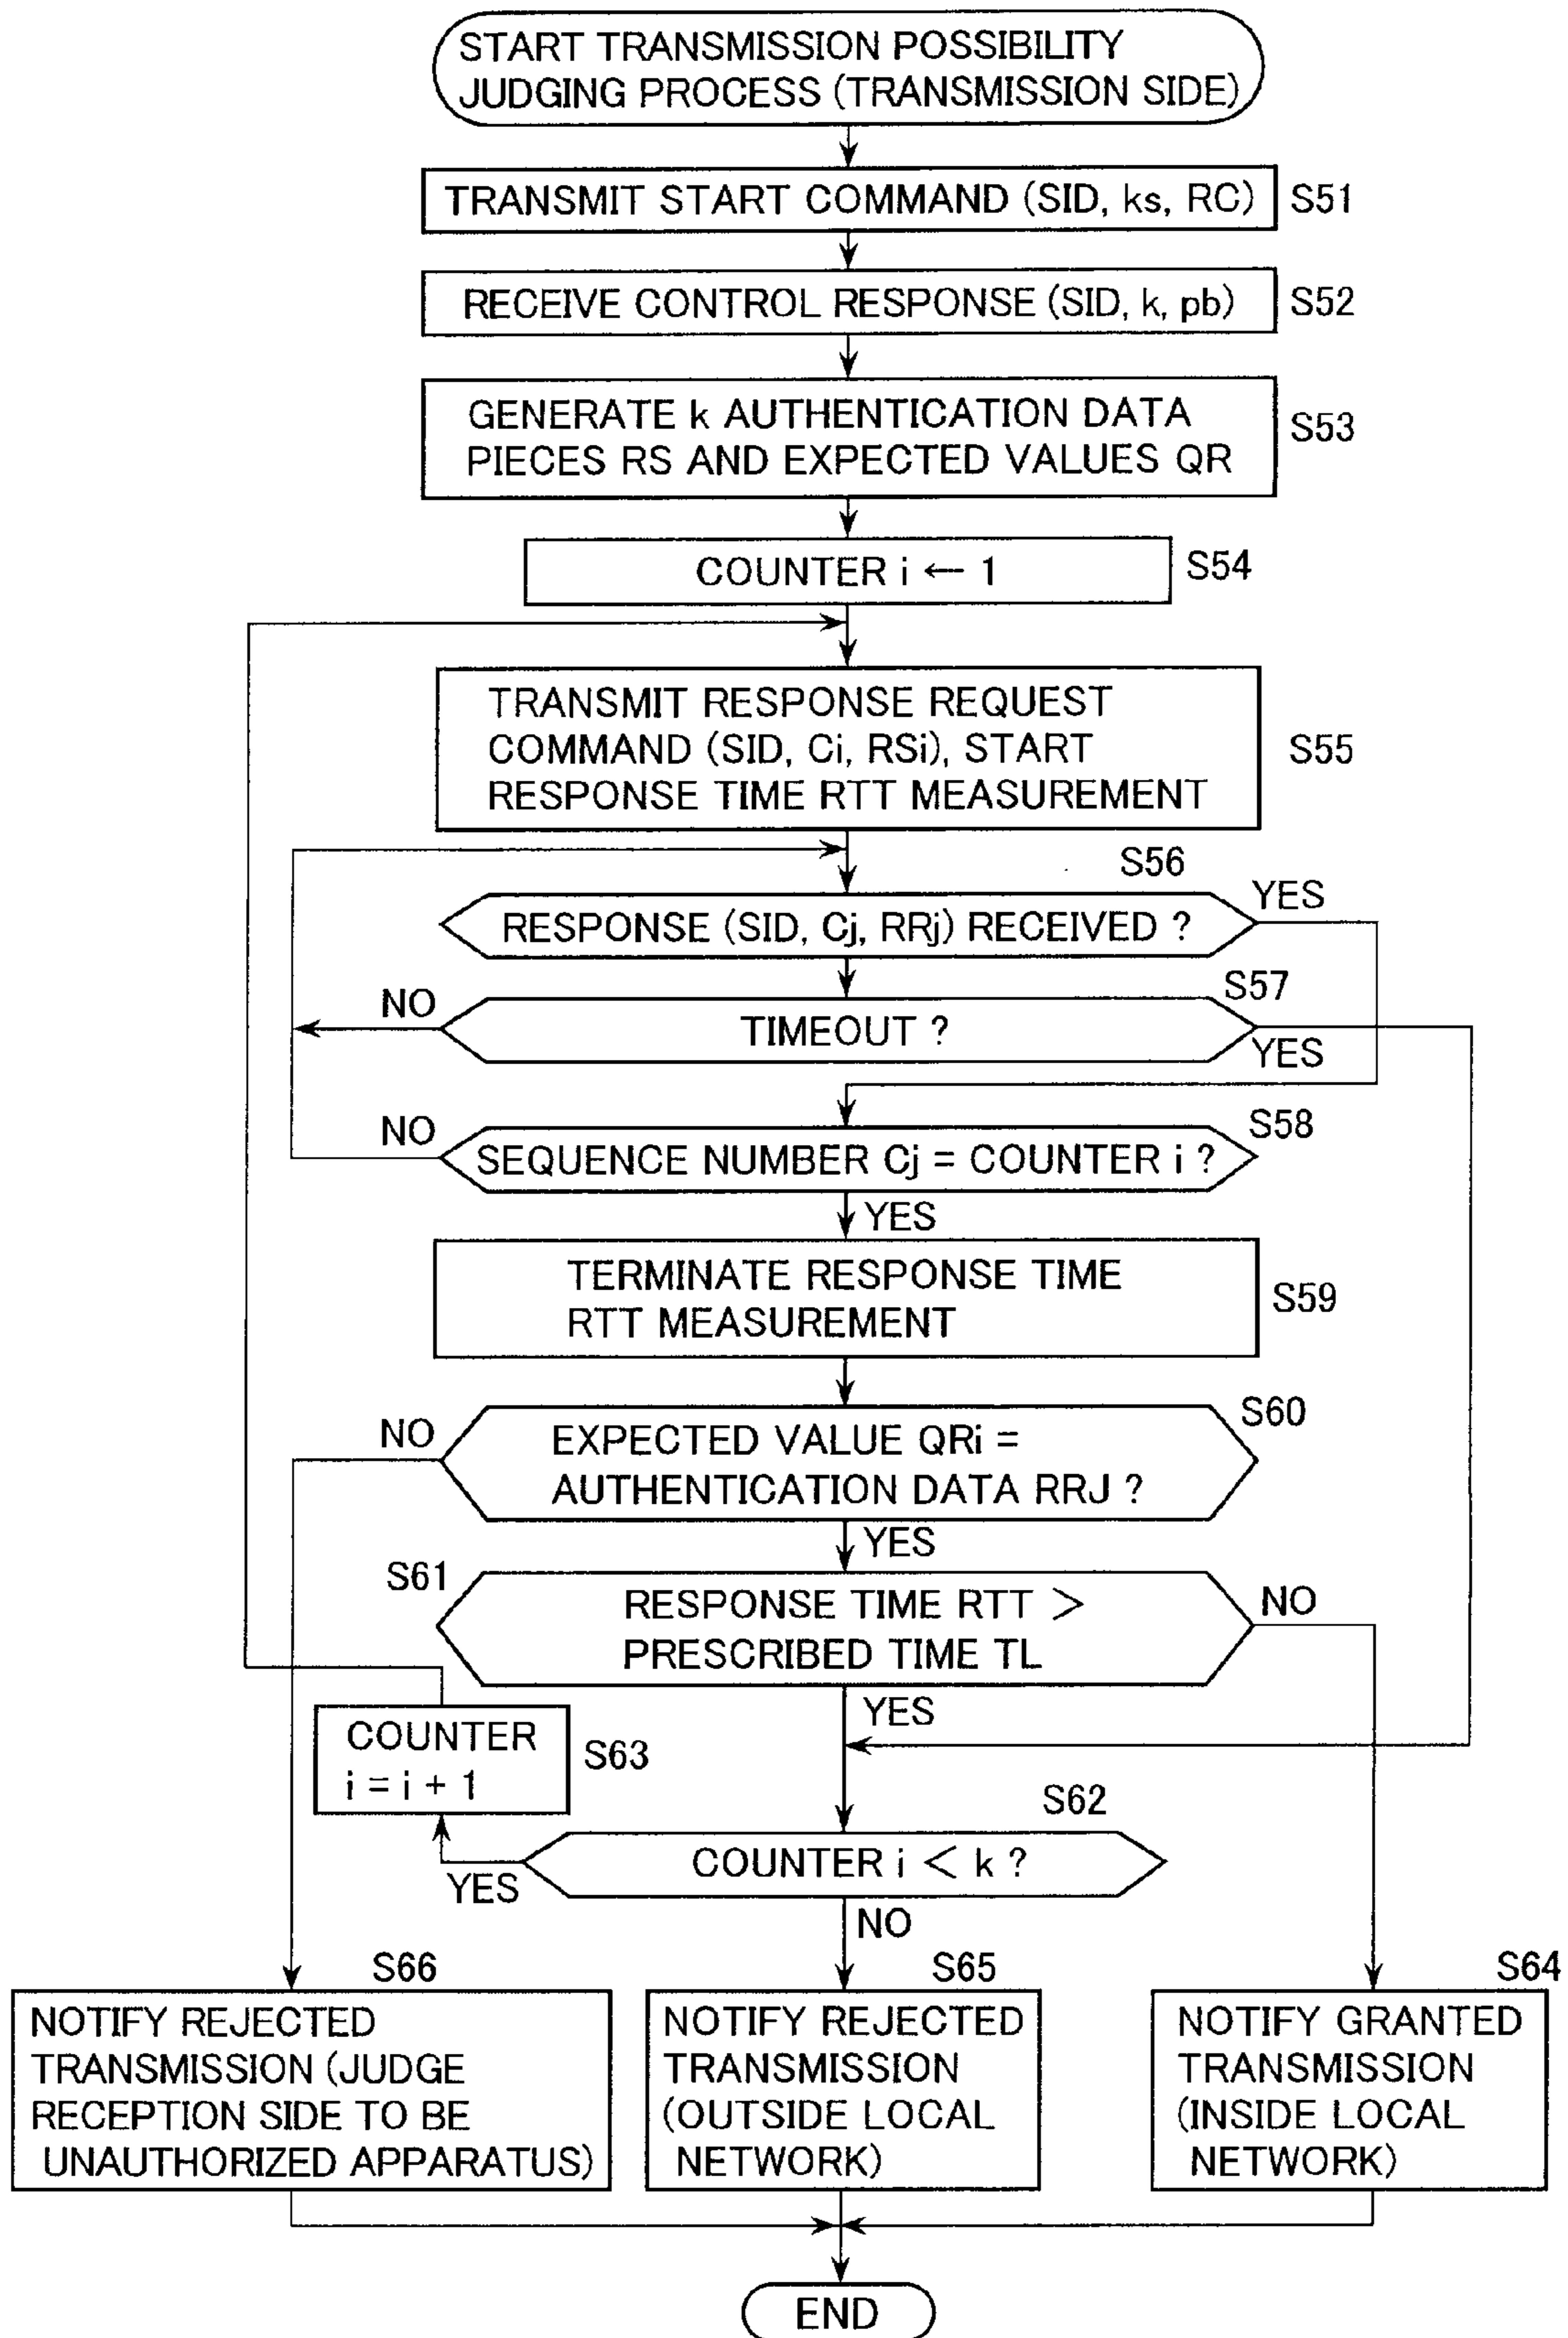 START TRANSMISSION POSSIBILITY
JUDGING PROCESS (TRANSMISSION SIDE)
TRANSMIT START COMMAND (SID, ks, RC)
S51
RECEIVE CONTROL RESPONSE (SID, k, pb)
S52
GENERATE k AUTHENTICATION DATA
PIECES RS AND EXPECTED VALUES QR
S53
COUNTER i ← 1
S54
TRANSMIT RESPONSE REQUEST
COMMAND (SID, Ci, RSi), START
RESPONSE TIME RTT MEASUREMENT
S55
S56
RESPONSE (SID, Cj, RRj) RECEIVED ?
YES
S57
NO
TIMEOUT ?
YES
S58
NO
SEQUENCE NUMBER Cj = COUNTER i ?
YES
TERMINATE RESPONSE TIME
RTT MEASUREMENT
S59
S60
NO
EXPECTED VALUE QRi =
AUTHENTICATION DATA RRJ ?
YES
S61
RESPONSE TIME RTT >
PRESCRIBED TIME TL
NO
YES
COUNTER
i = i + 1
S63
S62
COUNTER i < k ?
YES
NO
S66
NOTIFY REJECTED
TRANSMISSION (JUDGE
RECEPTION SIDE TO BE
UNAUTHORIZED APPARATUS)
S65
NOTIFY REJECTED
TRANSMISSION
(OUTSIDE LOCAL
NETWORK)
S64
NOTIFY GRANTED
TRANSMISSION
(INSIDE LOCAL
NETWORK)
END